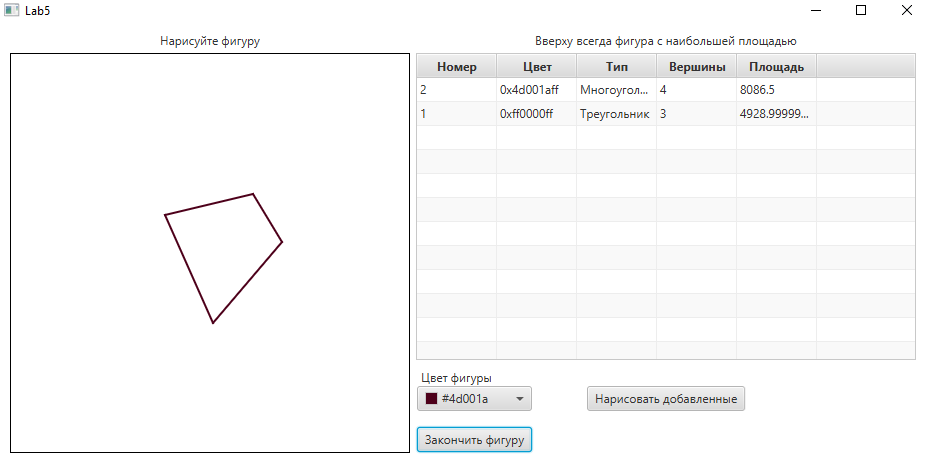 Lab5
Нарисуйте фигуру
Вверху всегда фигура с наибольшей площадью
Номер Цвет Тип Вершины Площадь
2 0x4d001aff Многоугол... 4 8086.5
1 0xff0000ff Треугольник 3 4928.99999...
Цвет фигуры
#4d001a Нарисовать добавленные
Закончить фигуру